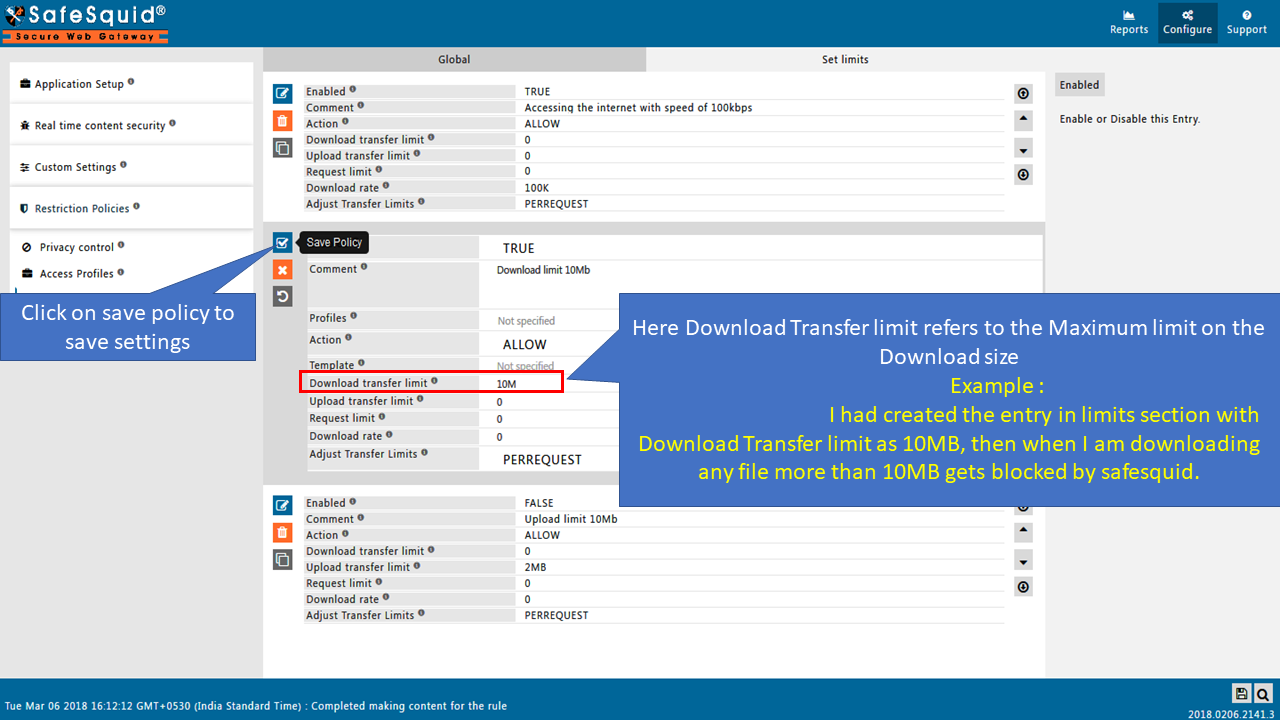 SafeSquid®
Secure Web Gateway
Reports
Configure
Support
Application Setup
Real time content security
Custom Settings
Restriction Policies
Privacy control
Access Profiles
Global
Set limits
Enabled TRUE
Comment Accessing the internet with speed of 100kbps
Action ALLOW
Download transfer limit 0
Upload transfer limit 0
Request limit 0
Download rate 100K
Adjust Transfer Limits PERREQUEST
Save Policy
TRUE
Comment Download limit 10Mb
Profiles Not specified
Action ALLOW
Template Not specified
Download transfer limit 10M
Upload transfer limit 0
Request limit 0
Download rate 0
Adjust Transfer Limits PERREQUEST
Enabled FALSE
Comment Upload limit 10Mb
Action ALLOW
Download transfer limit 0
Upload transfer limit 2MB
Request limit 0
Download rate 0
Adjust Transfer Limits PERREQUEST
Enabled
Enable or Disable this Entry.
Click on save policy to
save settings
Here Download Transfer limit refers to the Maximum limit on the
Download size
Example :
I had created the entry in limits section with
Download Transfer limit as 10MB, then when I am downloading
any file more than 10MB gets blocked by safesquid.
Tue Mar 06 2018 16:12:12 GMT+0530 (India Standard Time) : Completed making content for the rule
2018.0206.2141.3